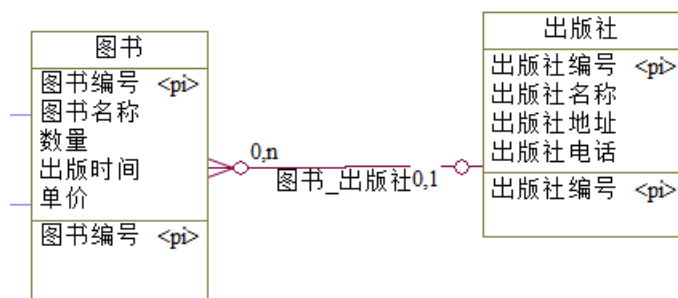 图书
图书编号 <pi>
图书名称
数量
出版时间
单价
图书编号 <pi>
0,n
图书_出版社0,1
出版社
出版社编号 <pi>
出版社名称
出版社地址
出版社电话
出版社编号 <pi>